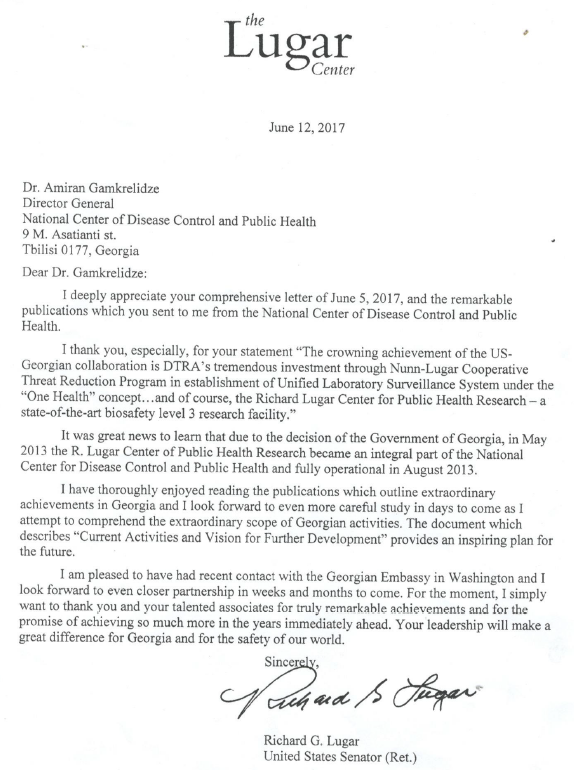 the
Lugar
Center
June 12, 2017
Dr. Amiran Gamkrelidze
Director General
National Center of Disease Control and Public Health
9 M. Asatianti st.
Tbilisi 0177, Georgia
Dear Dr. Gamkrelidze:
I deeply appreciate your comprehensive letter of June 5, 2017, and the remarkable
publications which you sent to me from the National Center of Disease Control and Public
Health.
I thank you, especially, for your statement “The crowning achievement of the US-
Georgian collaboration is DTRA’s tremendous investment through Nunn-Lugar Cooperative
Threat Reduction Program in establishment of Unified Laboratory Surveillance System under the
“One Health” concept…and of course, the Richard Lugar Center for Public Health Research – a
state-of-the-art biosafety level 3 research facility.”
It was great news to learn that due to the decision of the Government of Georgia, in May
2013 the R. Lugar Center of Public Health Research became an integral part of the National
Center for Disease Control and Public Health and fully operational in August 2013.
I have thoroughly enjoyed reading the publications which outline extraordinary
achievements in Georgia and I look forward to even more careful study in days to come as I
attempt to comprehend the extraordinary scope of Georgian activities. The document which
describes “Current Activities and Vision for Further Development” provides an inspiring plan for
the future.
I am pleased to have had recent contact with the Georgian Embassy in Washington and I
look forward to even closer partnership in weeks and months to come. For the moment, I simply
want to thank you and your talented associates for truly remarkable achievements and for the
promise of achieving so much more in the years immediately ahead. Your leadership will make a
great difference for Georgia and for the safety of our world.
Sincerely,
Richard G Lugar
Richard G. Lugar
United States Senator (Ret.)